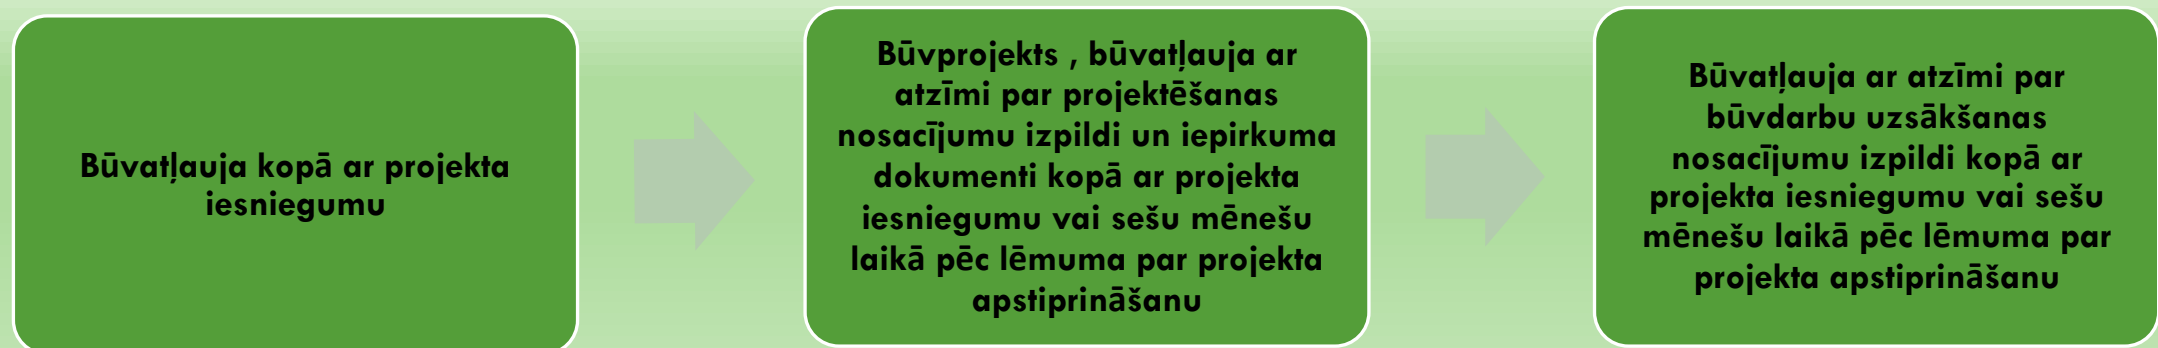 Būvatļauja kopā ar projekta
iesniegumu
Būvprojekts , būvatļauja ar
atzīmi par projektēšanas
nosacījumu izpildi un iepirkuma
dokumenti kopā ar projekta
iesniegumu vai sešu mēnešu
laikā pēc lēmuma par projekta
apstiprināšanu
Būvatļauja ar atzīmi par
būvdarbu uzsākšanas
nosacījumu izpildi kopā ar
projekta iesniegumu vai sešu
mēnešu laikā pēc lēmuma par
projekta apstiprināšanu